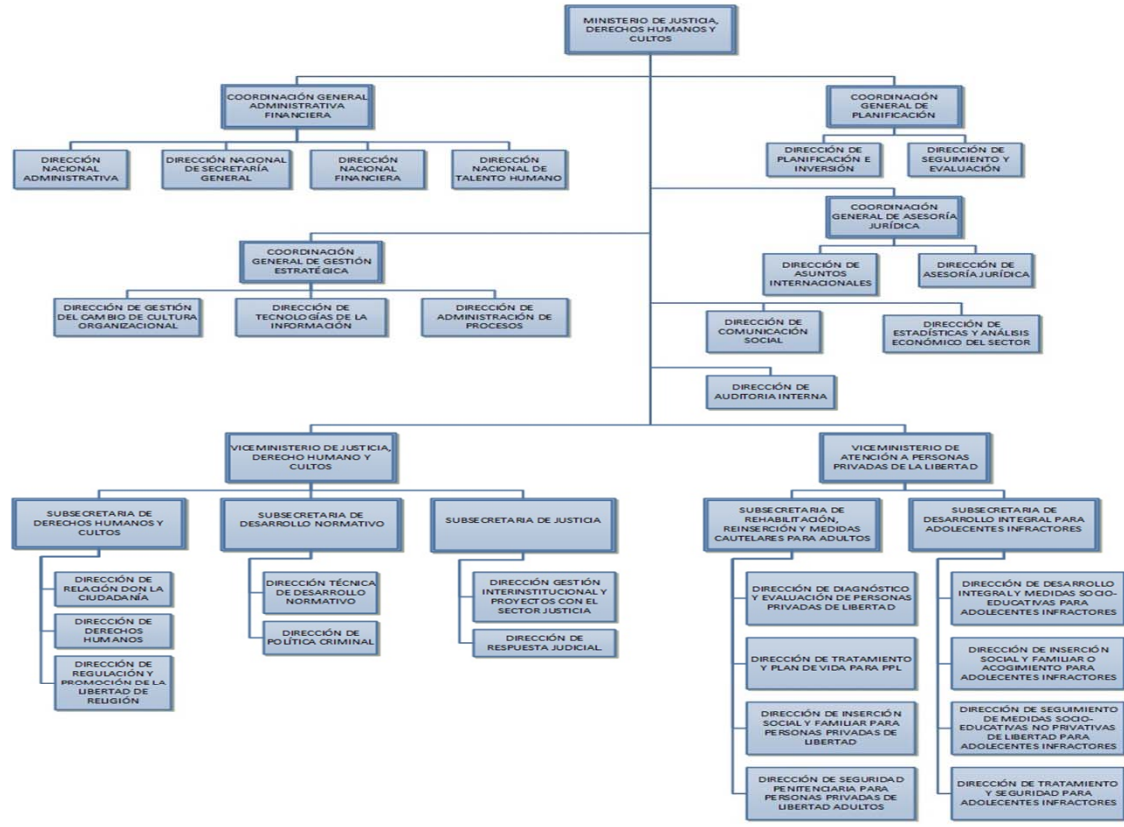 MINISTERIO DE JUSTICIA,
DERECHOS HUMANOS Y
CULTOS
COORDINACIÓN GENERAL
ADMINISTRATIVA
FINANCIERA
COORDINACIÓN
GENERAL DE
PLANIFICACIÓN
DIRECCIÓN
NACIONAL
ADMINISTRATIVA
DIRECCIÓN NACIONAL
DE SECRETARÍA
GENERAL
DIRECCIÓN
NACIONAL
FINANCIERA
DIRECCIÓN
NACIONAL DE
TALENTO HUMANO
DIRECCIÓN DE
PLANIFICACIÓN E
INVERSIÓN
DIRECCIÓN DE
SEGUIMIENTO Y
EVALUACIÓN
COORDINACIÓN
GENERAL DE ASESORÍA
JURÍDICA
COORDINACIÓN
GENERAL DE GESTIÓN
ESTRATÉGICA
DIRECCIÓN DE
ASUNTOS
INTERNACIONALES
DIRECCIÓN DE
ASESORÍA JURÍDICA
DIRECCIÓN DE GESTIÓN
DEL CAMBIO DE CULTURA
ORGANIZACIONAL
DIRECCIÓN DE
TECNOLOGÍAS DE LA
INFORMACIÓN
DIRECCIÓN DE
ADMINISTRACIÓN DE
PROCESOS
DIRECCIÓN DE
COMUNICACIÓN
SOCIAL
DIRECCIÓN DE
ESTADÍSTICAS Y ANÁLISIS
ECONÓMICO DEL SECTOR
DIRECCIÓN DE
AUDITORIA INTERNA
VICEMINISTERIO DE JUSTICIA,
DERECHO HUMANO Y
CULTOS
VICEMINISTERIO DE
ATENCIÓN A PERSONAS
PRIVADAS DE LA LIBERTAD
SUBSECRETARIA DE
DERECHOS HUMANOS Y
CULTOS
SUBSECRETARIA DE
DESARROLLO NORMATIVO
SUBSECRETARIA DE JUSTICIA
SUBSECRETARIA DE
REHABILITACIÓN,
REINSERCIÓN Y MEDIDAS
CAUTELARES PARA ADULTOS
SUBSECRETARIA DE
DESARROLLO INTEGRAL PARA
ADOLECENTES INFRACTORES
DIRECCIÓN DE
RELACIÓN DON LA
CIUDADANÍA
DIRECCIÓN DE
DERECHOS
HUMANOS
DIRECCIÓN DE
REGULACIÓN Y
PROMOCIÓN DE LA
LIBERTAD DE
RELIGIÓN
DIRECCIÓN TÉCNICA
DE DESARROLLO
NORMATIVO
DIRECCIÓN DE
POLÍTICA CRIMINAL
DIRECCIÓN GESTIÓN
INTERINSTITUCIONAL Y
PROYECTOS CON EL
SECTOR JUSTICIA
DIRECCIÓN DE
RESPUESTA JUDICIAL.
DIRECCIÓN DE DIAGNÓSTICO
Y EVALUACIÓN DE PERSONAS
PRIVADAS DE LIBERTAD
DIRECCIÓN DE TRATAMIENTO
Y PLAN DE VIDA PARA PPL
DIRECCIÓN DE INSERCIÓN
SOCIAL Y FAMILIAR PARA
PERSONAS PRIVADAS DE
LIBERTAD
DIRECCIÓN DE SEGURIDAD
PENITENCIARIA PARA
PERSONAS PRIVADAS DE
LIBERTAD ADULTOS
DIRECCIÓN DE DESARROLLO
INTEGRAL Y MEDIDAS SOCIO-
EDUCATIVAS PARA
ADOLECENTES INFRACTORES
DIRECCIÓN DE INSERCIÓN
SOCIAL Y FAMILIAR O
ACOGIMIENTO PARA
ADOLECENTES INFRACTORES
DIRECCIÓN DE SEGUIMIENTO
DE MEDIDAS SOCIO-
EDUCATIVAS NO PRIVATIVAS
DE LIBERTAD PARA
ADOLECENTES INFRACTORES
DIRECCIÓN DE TRATAMIENTO
Y SEGURIDAD PARA
ADOLECENTES INFRACTORES